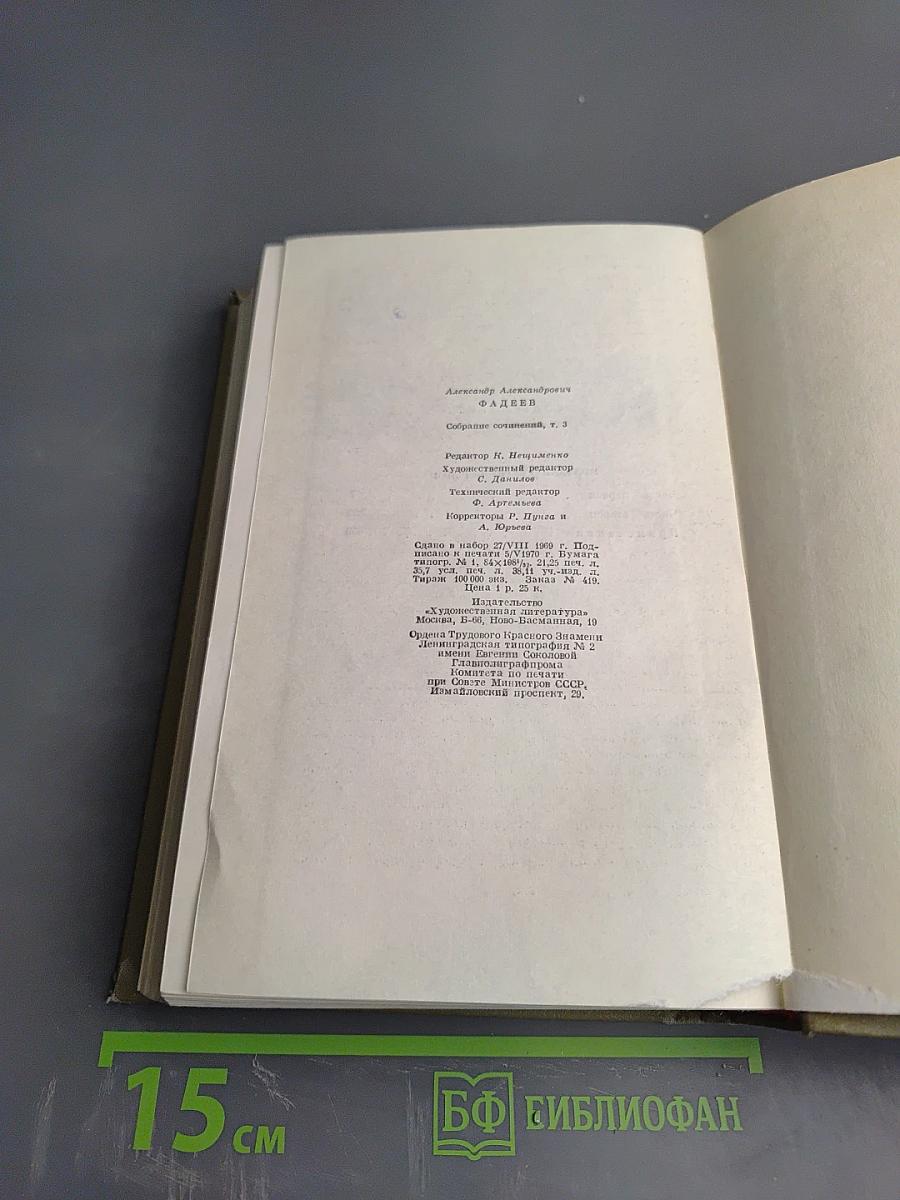 Александр Александрович
ФАДЕЕВ
Собрание сочинений, т. 3
Редактор Н. Нещименко
Художественный редактор
С. Данилов
Технический редактор
Ф. Артемьева
Корректоры Р. Пунга и
А. Юрьева
Сдано в набор 27/VIII 1969 г. Под-
писано к печати 5/V1970 г. Бумага
типогр. № 1, 84×108¹/₃₂. 21,25 печ. л.
35,7 усл. печ. л. 38,11 уч.-изд. л.
Тираж 100 000 экз. Заказ № 419.
Цена 1 р. 25 к.
Издательство
«Художественная литература»
Москва, Б-66, Ново-Басманная, 19
Ордена Трудового Красного Знамени
Ленинградская типография № 2
имени Евгении Соколовой
Главполиграфпрома
Комитета по печати
при Совете Министров СССР.
Измайловский проспект, 29.
15 см
БФ БИБЛИОФАН